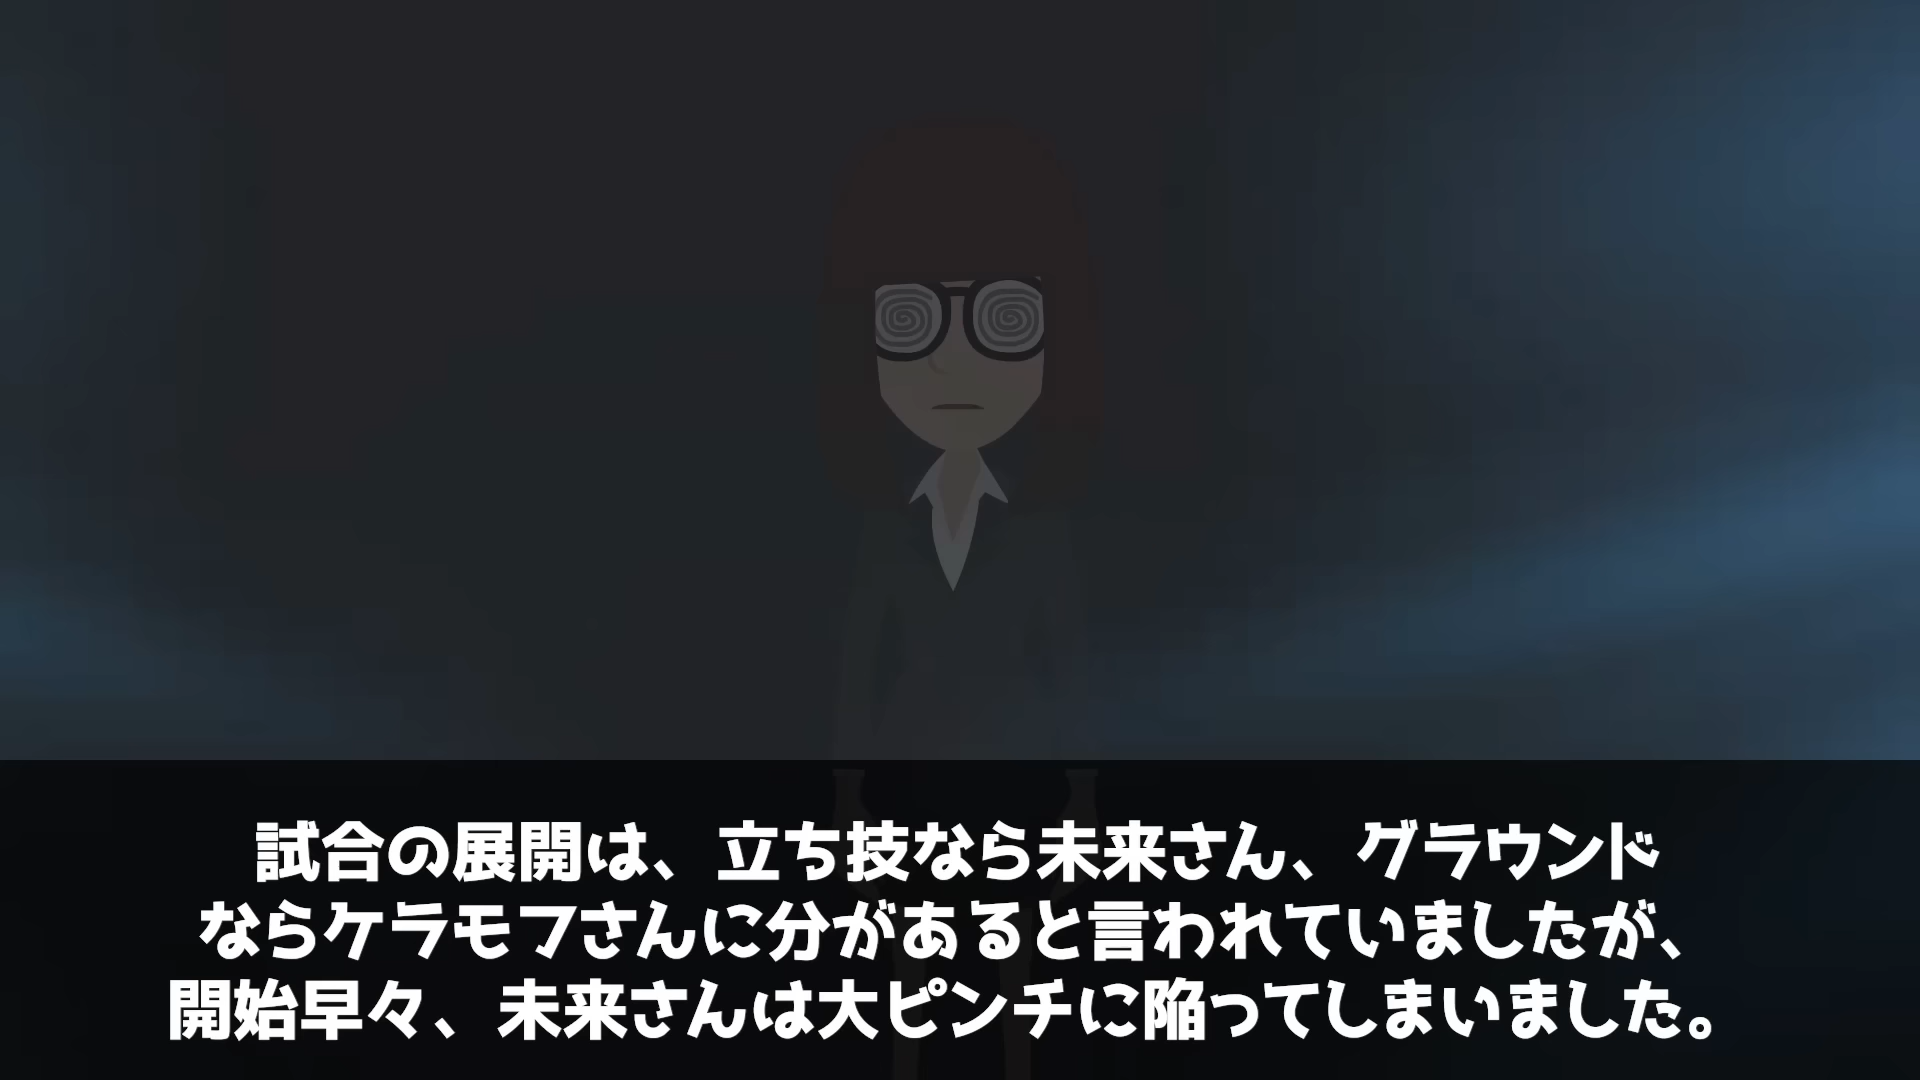 試合の展開は、立ち技なら未来さん、グラウンド
ならケラモフさんに分があると言われていましたが、
開始早々、未来さんは大ピンチに陥ってしまいました。